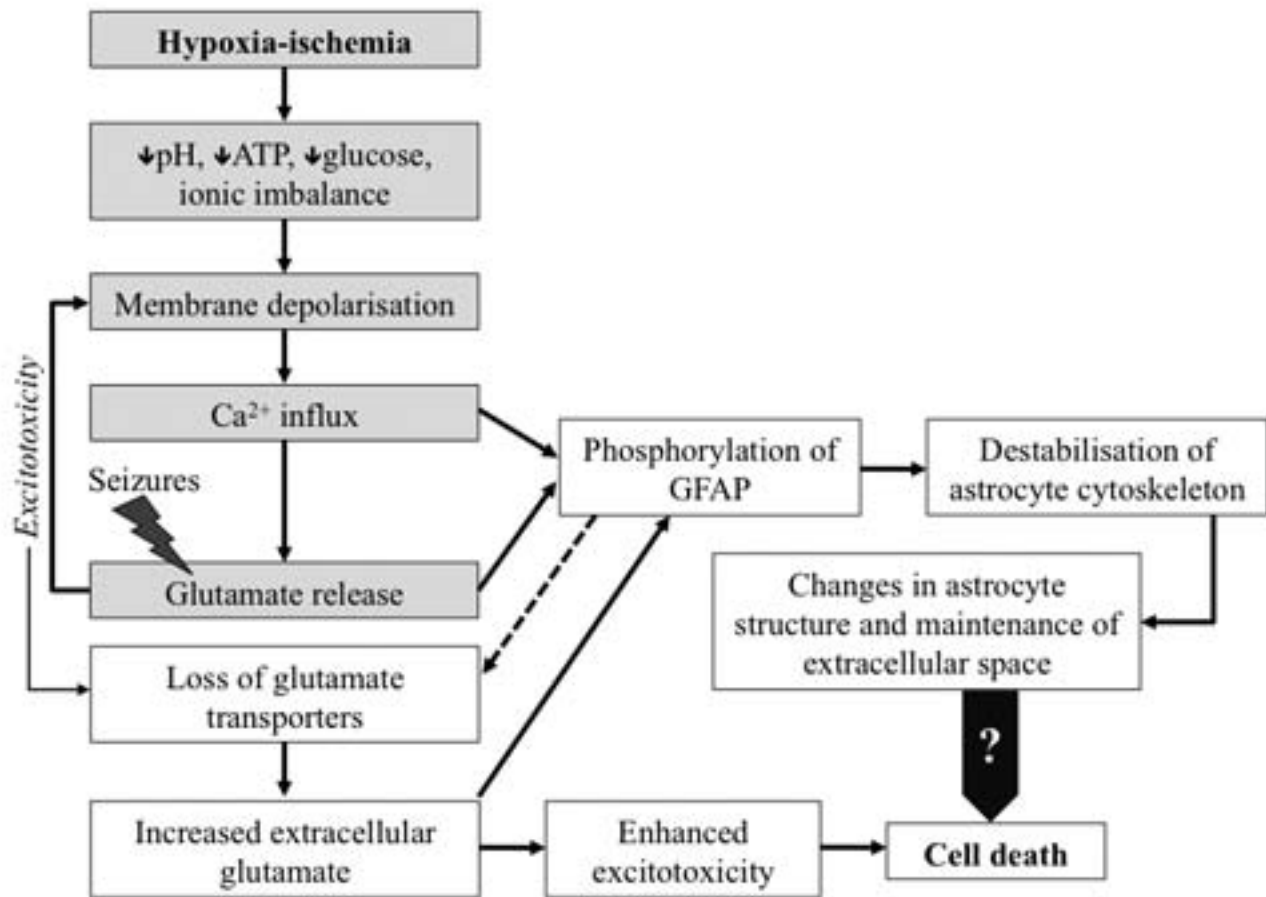 Hypoxia-ischemia
↓pH, ↓ATP, ↓glucose,
ionic imbalance
Membrane depolarisation
Excitotoxicity
Ca²⁺ influx
Seizures
Glutamate release
Phosphorylation of
GFAP
Destabilisation of
astrocyte cytoskeleton
Changes in astrocyte
structure and maintenance of
extracellular space
Loss of glutamate
transporters
?
Increased extracellular
glutamate
Enhanced
excitotoxicity
Cell death